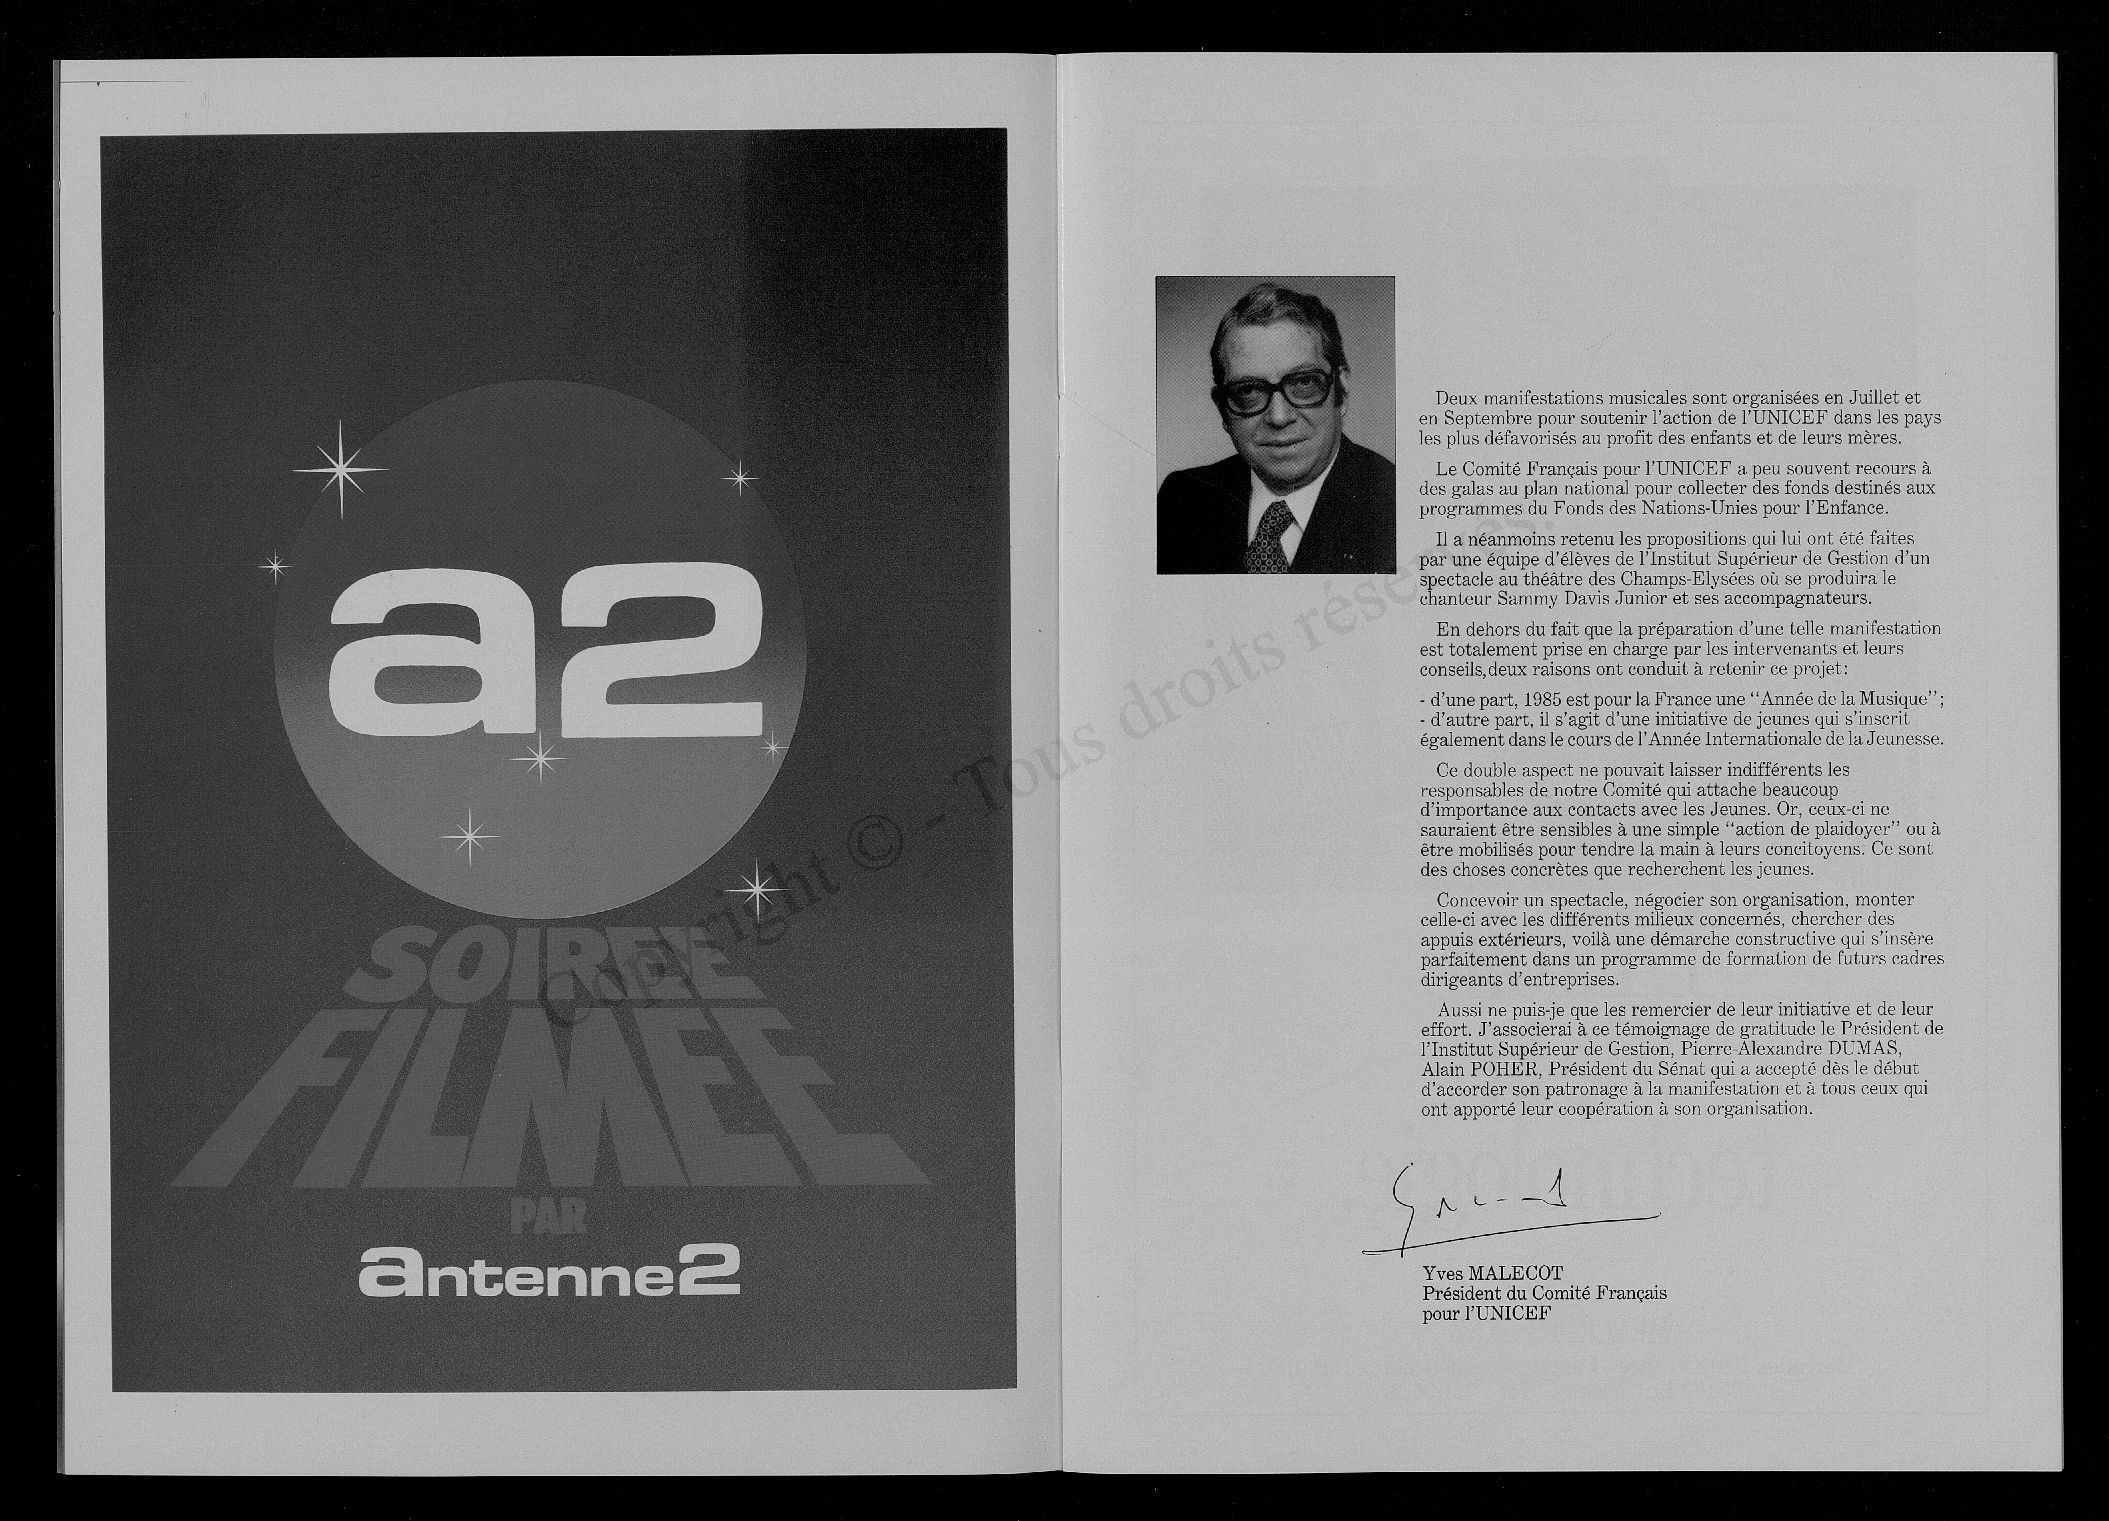 a2
SOIREE
FILMEE
PAR
antenne2
Deux manifestations musicales sont organisées en Juillet et
en Septembre pour soutenir l'action de l'UNICEF dans les pays
les plus défavorisés au profit des enfants et de leurs mères.
Le Comité Français pour l'UNICEF a peu souvent recours à
des galas au plan national pour collecter des fonds destinés aux
programmes du Fonds des Nations-Unies pour l'Enfance.
Il a néanmoins retenu les propositions qui lui ont été faites
par une équipe d'élèves de l'Institut Supérieur de Gestion d'un
spectacle au théâtre des Champs-Elysées où se produira le
chanteur Sammy Davis Junior et ses accompagnateurs.
En dehors du fait que la préparation d'une telle manifestation
est totalement prise en charge par les intervenants et leurs
conseils, deux raisons ont conduit à retenir ce projet:
- d'une part, 1985 est pour la France une "Année de la Musique";
- d'autre part, il s'agit d'une initiative de jeunes qui s'inscrit
également dans le cours de l'Année Internationale de la Jeunesse.
Ce double aspect ne pouvait laisser indifférents les
responsables de notre Comité qui attache beaucoup
d'importance aux contacts avec les Jeunes. Or, ceux-ci ne
sauraient être sensibles à une simple "action de plaidoyer" ou à
être mobilisés pour tendre la main à leurs concitoyens. Ce sont
des choses concrètes que recherchent les jeunes.
Concevoir un spectacle, négocier son organisation, monter
celle-ci avec les différents milieux concernés, chercher des
appuis extérieurs, voilà une démarche constructive qui s'insère
parfaitement dans un programme de formation de futurs cadres
dirigeants d'entreprises.
Aussi ne puis-je que les remercier de leur initiative et de leur
effort. J'associerai à ce témoignage de gratitude le Président de
l'Institut Supérieur de Gestion, Pierre-Alexandre DUMAS,
Alain POHER, Président du Sénat qui a accepté dès le début
d'accorder son patronage à la manifestation et à tous ceux qui
ont apporté leur coopération à son organisation.
Yves MALECOT
Président du Comité Français
pour l'UNICEF
Copyright © - Tous droits réservés.